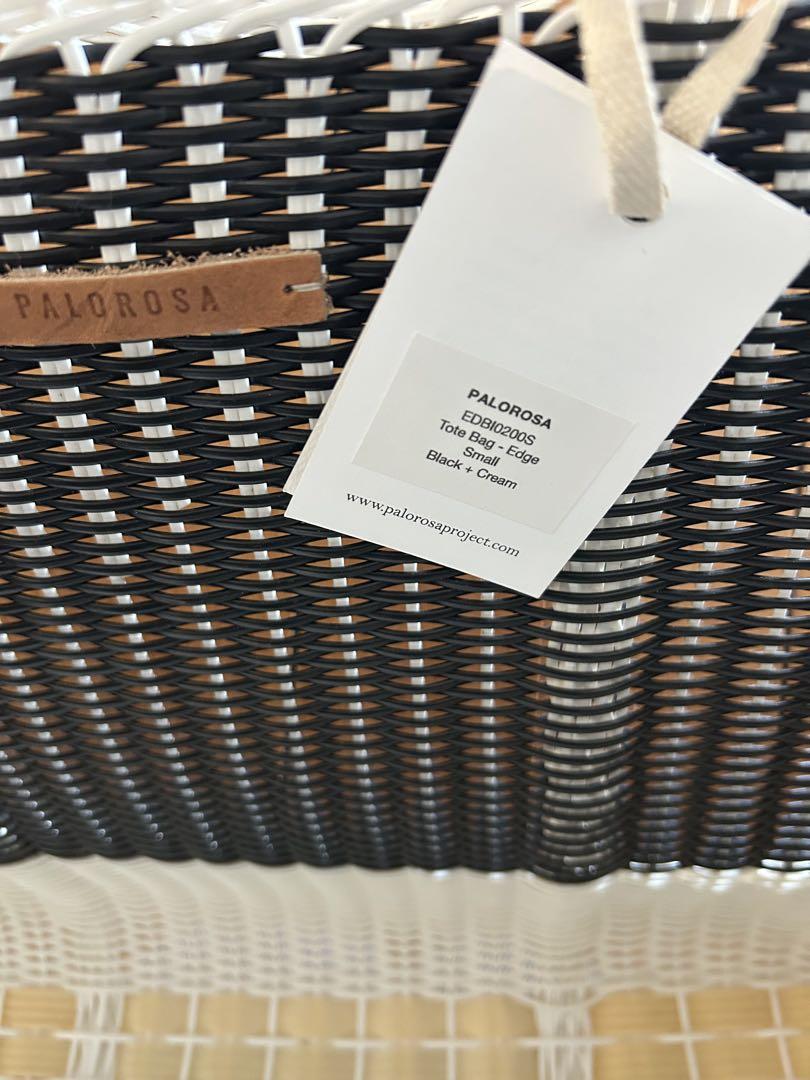 PALOROSA
PALOROSA
EDBI0200S
Tote Bag - Edge
Small
Black + Cream
www.palorosaproject.com